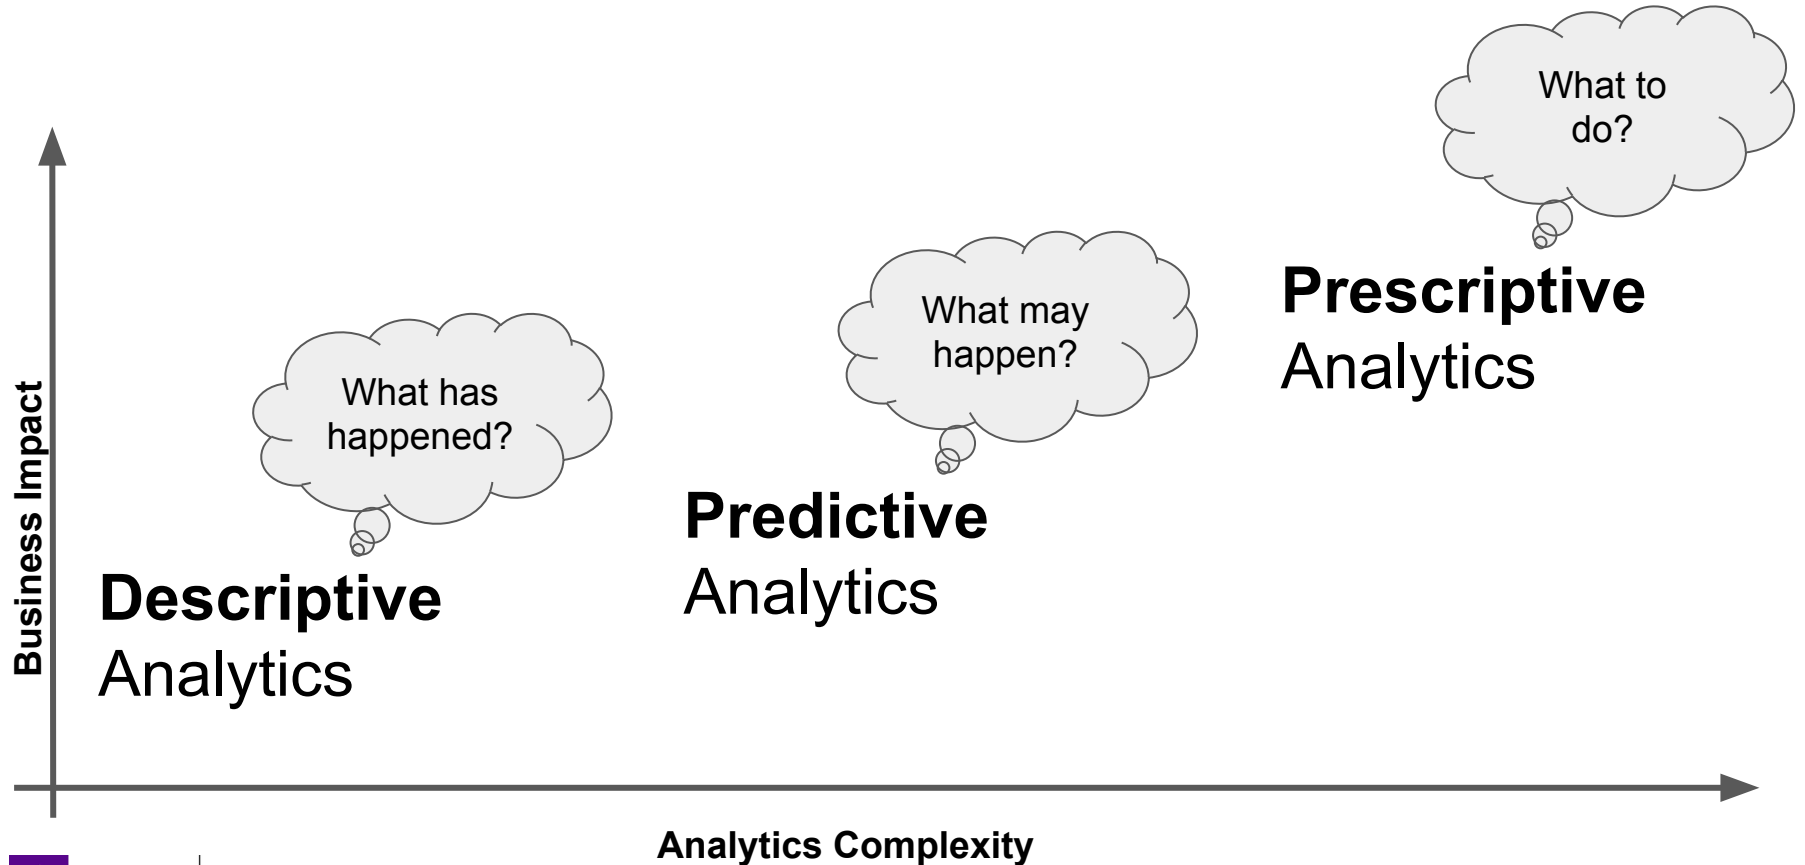 What to
do?
Prescriptive
Analytics
What may
happen?
Predictive
Analytics
What has
happened?
Descriptive
Analytics
Business Impact
Analytics Complexity